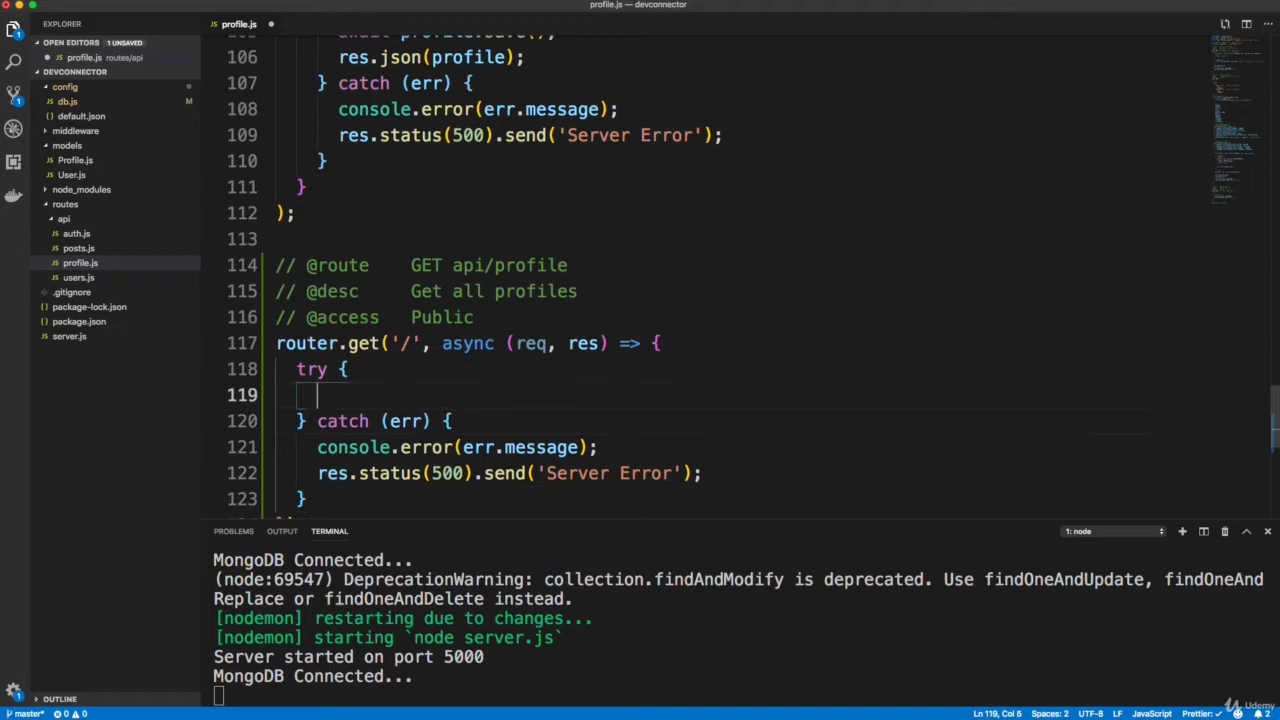 profile.js — devconnector
EXPLORER
OPEN EDITORS 1 UNSAVED
profile.js routes/api
DEVCONNECTOR
config
db.js M
default.json
middleware
models
Profile.js
User.js
node_modules
routes
api
auth.js
posts.js
profile.js
users.js
.gitignore
package-lock.json
package.json
server.js
OUTLINE
profile.js
105 await profile.save();
106 res.json(profile);
107 } catch (err) {
108 console.error(err.message);
109 res.status(500).send('Server Error');
110 }
111 }
112 );
113
114 // @route GET api/profile
115 // @desc Get all profiles
116 // @access Public
117 router.get('/', async (req, res) => {
118 try {
119
120 } catch (err) {
121 console.error(err.message);
122 res.status(500).send('Server Error');
123 }
PROBLEMS OUTPUT TERMINAL 1: node
MongoDB Connected...
(node:69547) DeprecationWarning: collection.findAndModify is deprecated. Use findOneAndUpdate, findOneAnd
Replace or findOneAndDelete instead.
[nodemon] restarting due to changes...
[nodemon] starting `node server.js`
Server started on port 5000
MongoDB Connected...
Udemy
master* 0 0 Ln 119, Col 5 Spaces: 2 UTF-8 LF JavaScript Prettier: ✓ 2